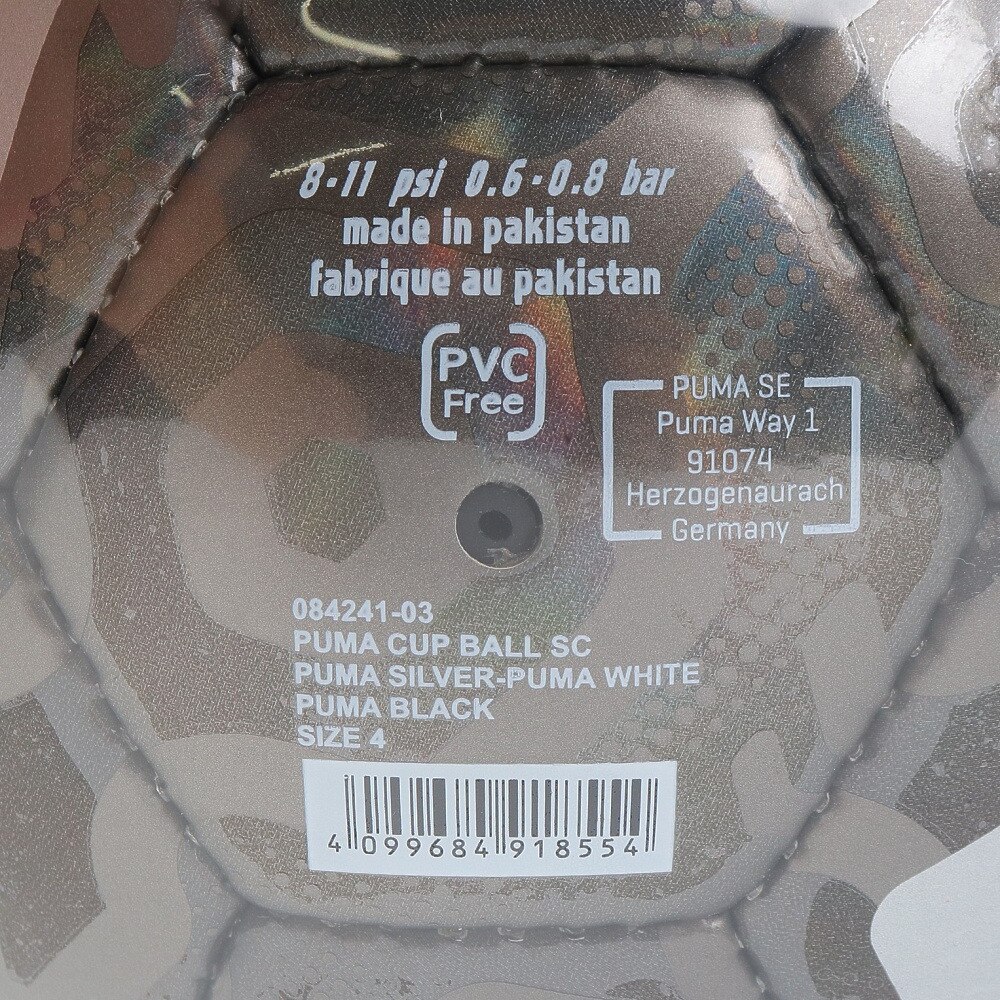 8-11 psi 0.6-0.8 bar
made in pakistan
fabrique au pakistan
PVC
Free
PUMA SE
Puma Way 1
91074
Herzogenaurach
Germany
084241-03
PUMA CUP BALL SC
PUMA SILVER-PUMA WHITE
PUMA BLACK
SIZE 4
4 099684 918554